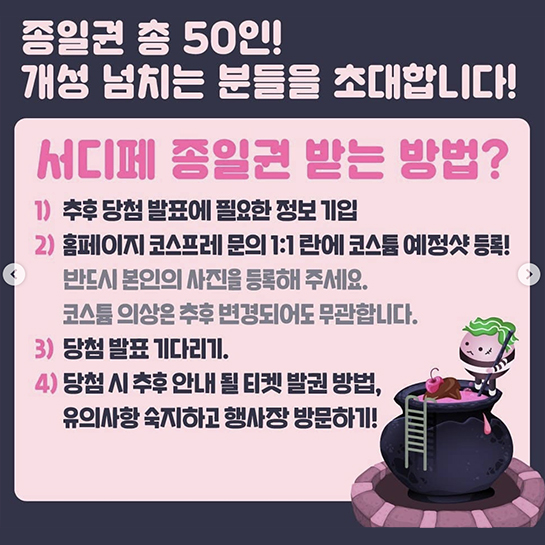 종일권 총 50인!
개성 넘치는 분들을 초대합니다!
서디페 종일권 받는 방법?
1) 추후 당첨 발표에 필요한 정보 기입
2) 홈페이지 코스프레 문의 1:1 란에 코스튬 예정샷 등록!
반드시 본인의 사진을 등록해 주세요.
코스튬 의상은 추후 변경되어도 무관합니다.
3) 당첨 발표 기다리기.
4) 당첨 시 추후 안내 될 티켓 발권 방법,
유의사항 숙지하고 행사장 방문하기!